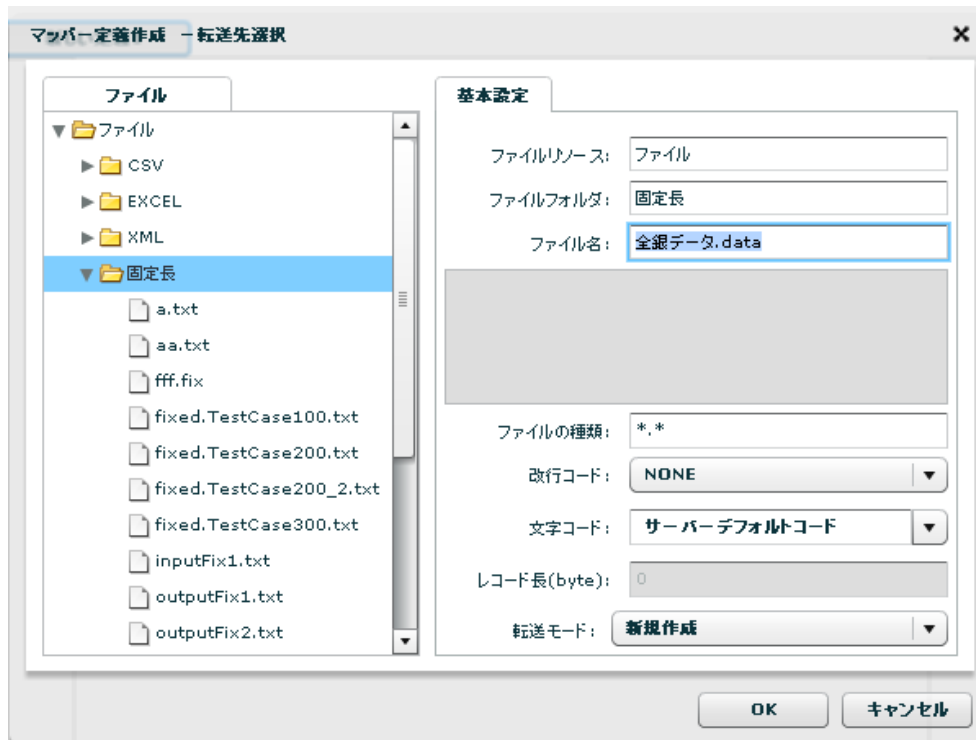 マッパー定義作成 －転送先選択
ファイル
ファイル
CSV
EXCEL
XML
固定長
a.txt
aa.txt
fff.fix
fixed.TestCase100.txt
fixed.TestCase200.txt
fixed.TestCase200_2.txt
fixed.TestCase300.txt
inputFix1.txt
outputFix1.txt
outputFix2.txt
基本設定
ファイルリソース: ファイル
ファイルフォルダ: 固定長
ファイル名: 全銀データ.data
ファイルの種類: *.*
改行コード: NONE
文字コード: サーバーデフォルトコード
レコード長(byte): 0
転送モード: 新規作成
OK キャンセル